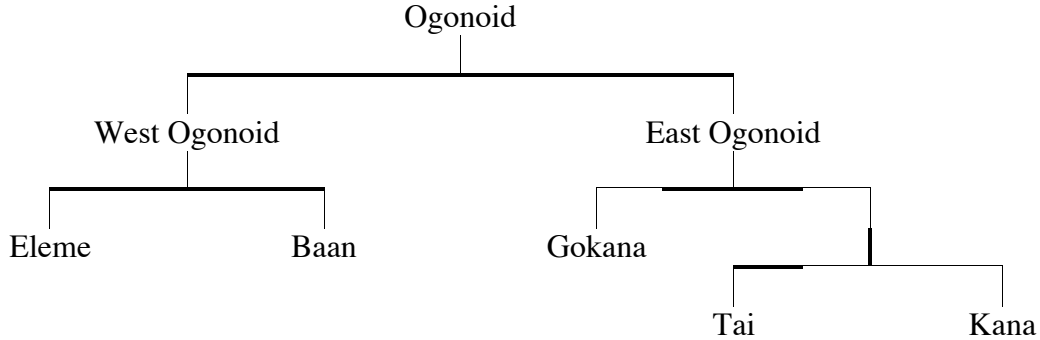 Ogonoid
West Ogonoid East Ogonoid
Eleme Baan Gokana
Tai Kana